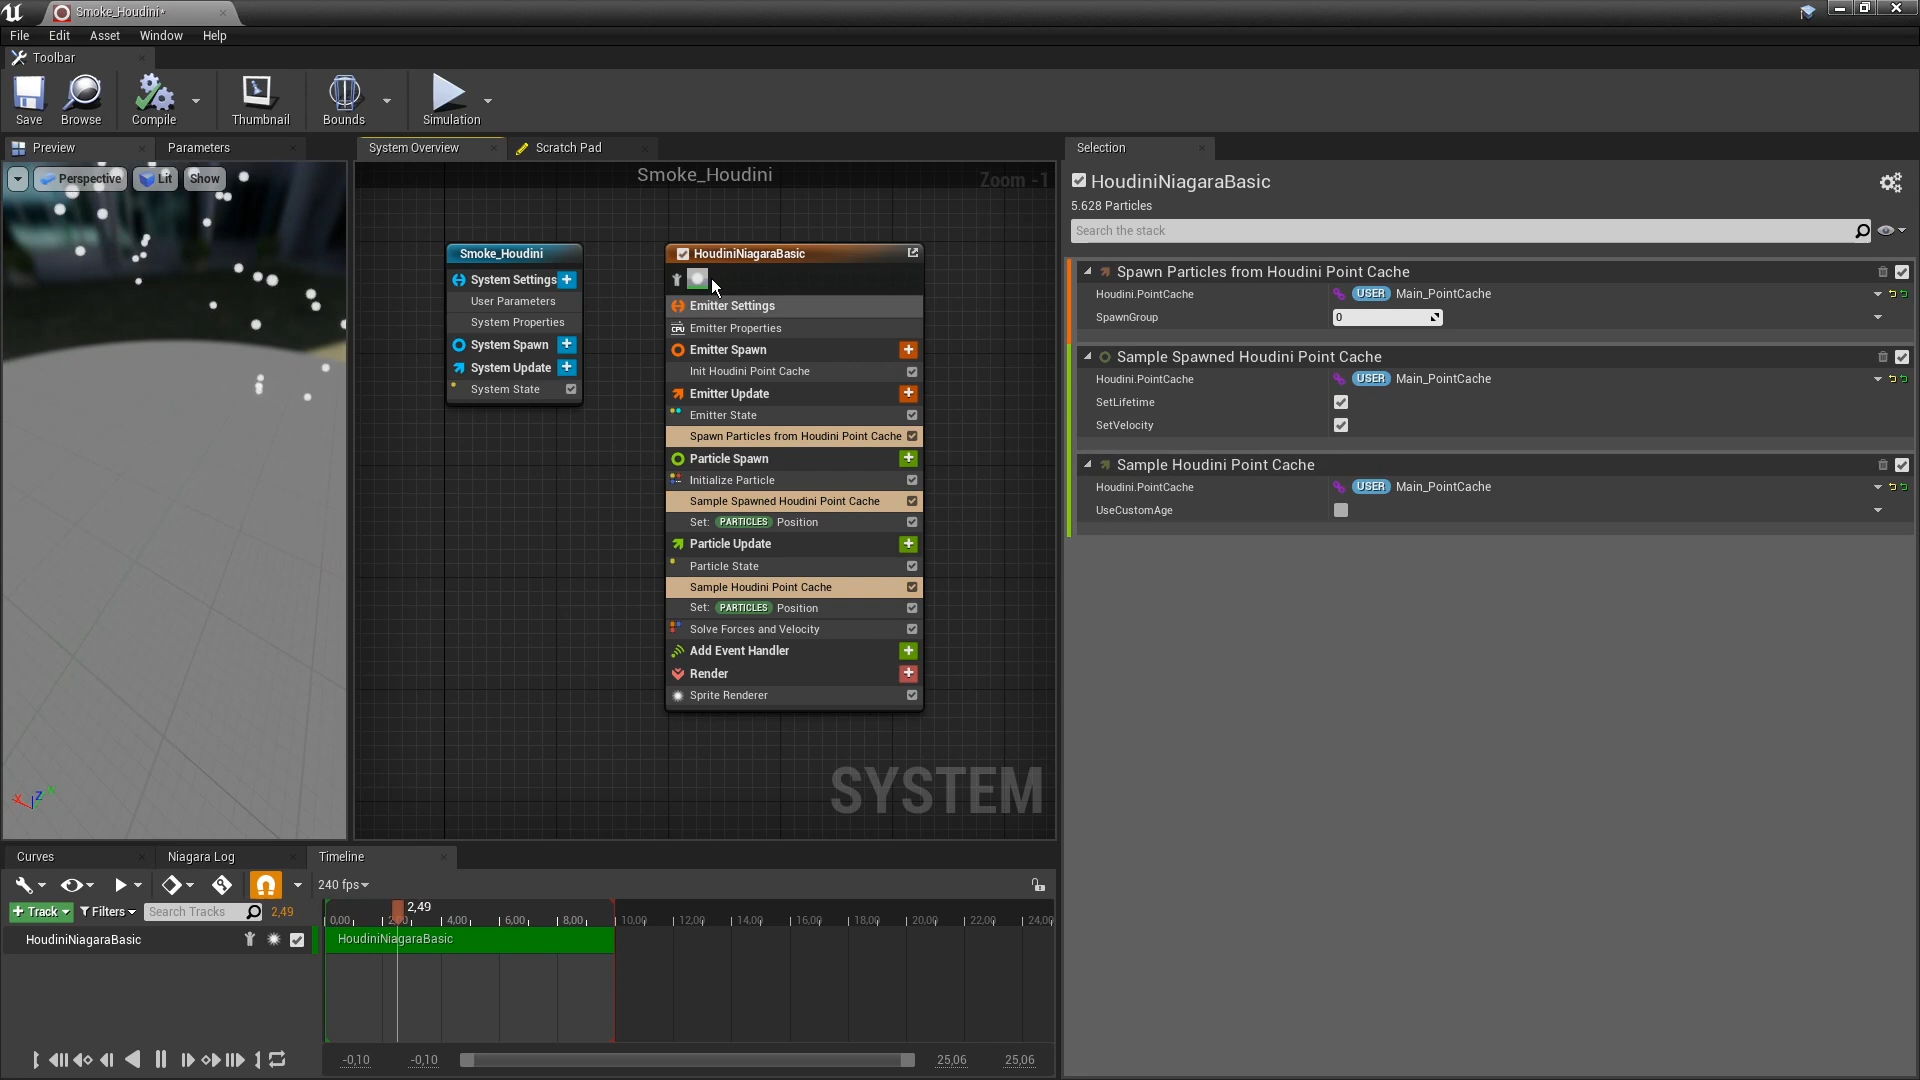 Smoke_Houdini•
File Edit Asset Window Help
Toolbar
Save Browse Compile Thumbnail Bounds Simulation
Preview Parameters
Perspective Lit Show
X Z Y
System Overview Scratch Pad
Smoke_Houdini
Zoom -1
Smoke_Houdini
System Settings
User Parameters
System Properties
System Spawn
System Update
System State
HoudiniNiagaraBasic
Emitter Settings
CPU Emitter Properties
Emitter Spawn
Init Houdini Point Cache
Emitter Update
Emitter State
Spawn Particles from Houdini Point Cache
Particle Spawn
Initialize Particle
Sample Spawned Houdini Point Cache
Set: PARTICLES Position
Particle Update
Particle State
Sample Houdini Point Cache
Set: PARTICLES Position
Solve Forces and Velocity
Add Event Handler
Render
Sprite Renderer
SYSTEM
Selection
HoudiniNiagaraBasic
5.628 Particles
Search the stack
Spawn Particles from Houdini Point Cache
Houdini.PointCache USER Main_PointCache
SpawnGroup 0
Sample Spawned Houdini Point Cache
Houdini.PointCache USER Main_PointCache
SetLifetime
SetVelocity
Sample Houdini Point Cache
Houdini.PointCache USER Main_PointCache
UseCustomAge
Curves Niagara Log Timeline
240 fps
+ Track Filters Search Tracks 2,49
2,49
0,00 2,00 4,00 6,00 8,00 10,00 12,00 14,00 16,00 18,00 20,00 22,00 24,00
HoudiniNiagaraBasic
HoudiniNiagaraBasic
-0,10 -0,10 25,06 25,06